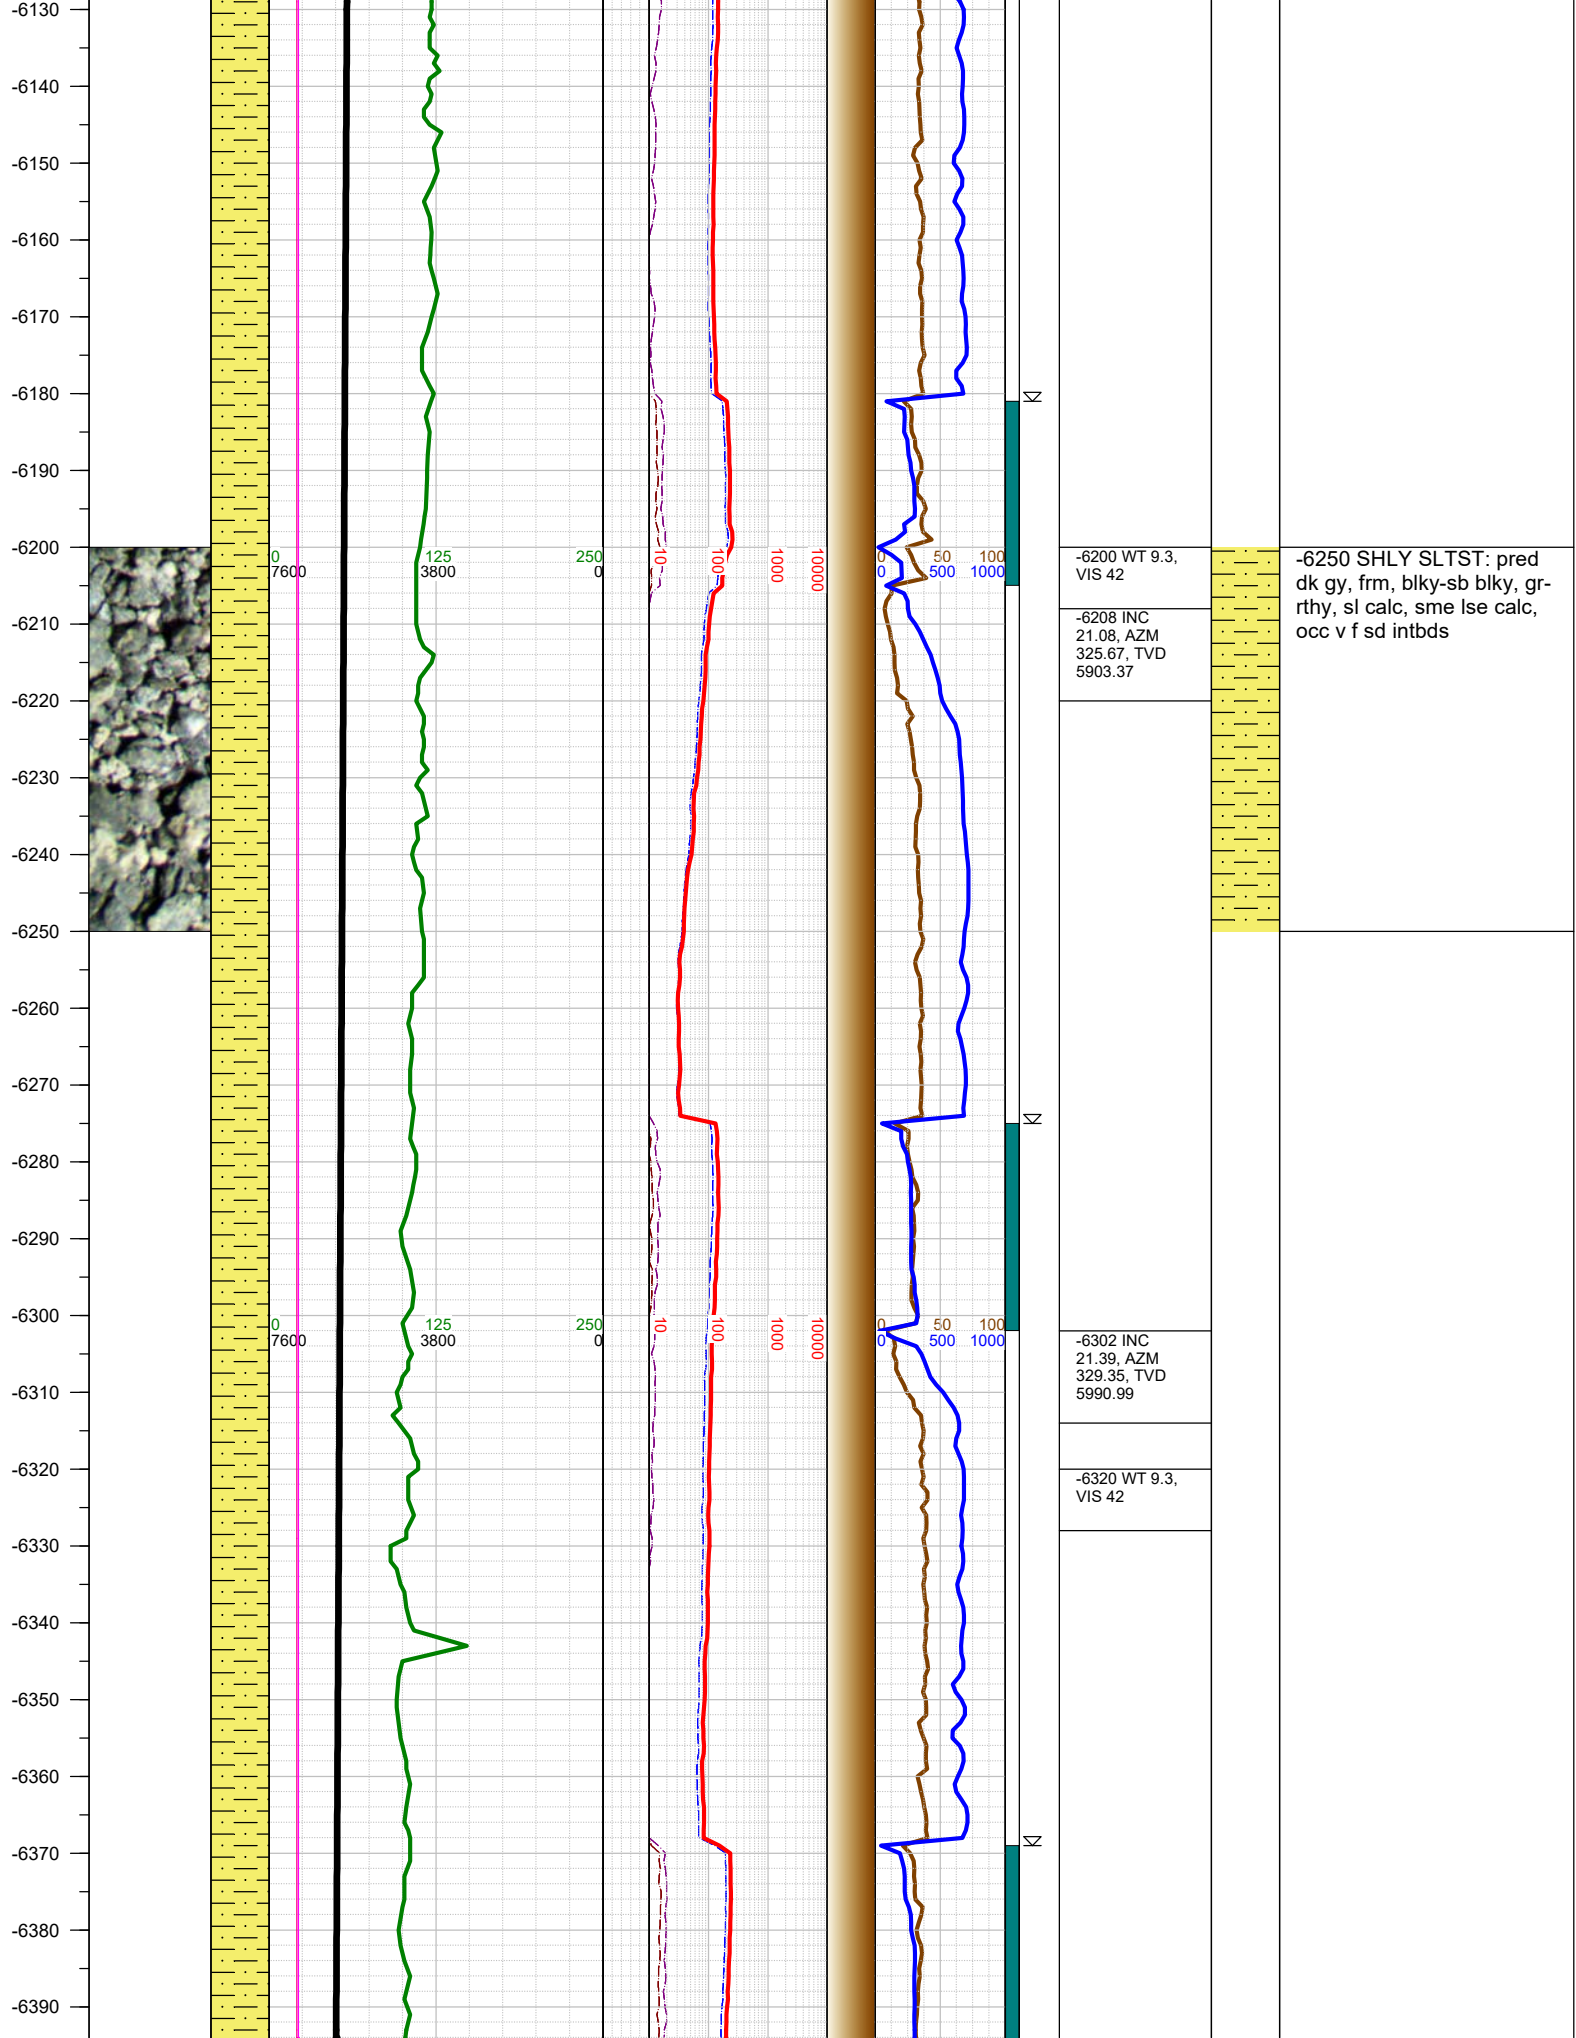 -6130
-6140
-6150
-6160
-6170
-6180
-6190
-6200
0 125 250 10 100 1000 10000 0 50 100
7600 3800 0 0 500 1000
-6200 WT 9.3,
VIS 42
-6250 SHLY SLTST: pred
dk gy, frm, blky-sb blky, gr-
rthy, sl calc, sme lse calc,
occ v f sd intbds
-6208 INC
21.08, AZM
325.67, TVD
5903.37
-6210
-6220
-6230
-6240
-6250
-6260
-6270
-6280
-6290
-6300
0 125 250 10 100 1000 10000 0 50 100
7600 3800 0 0 500 1000
-6302 INC
21.39, AZM
329.35, TVD
5990.99
-6310
-6320
-6320 WT 9.3,
VIS 42
-6330
-6340
-6350
-6360
-6370
-6380
-6390